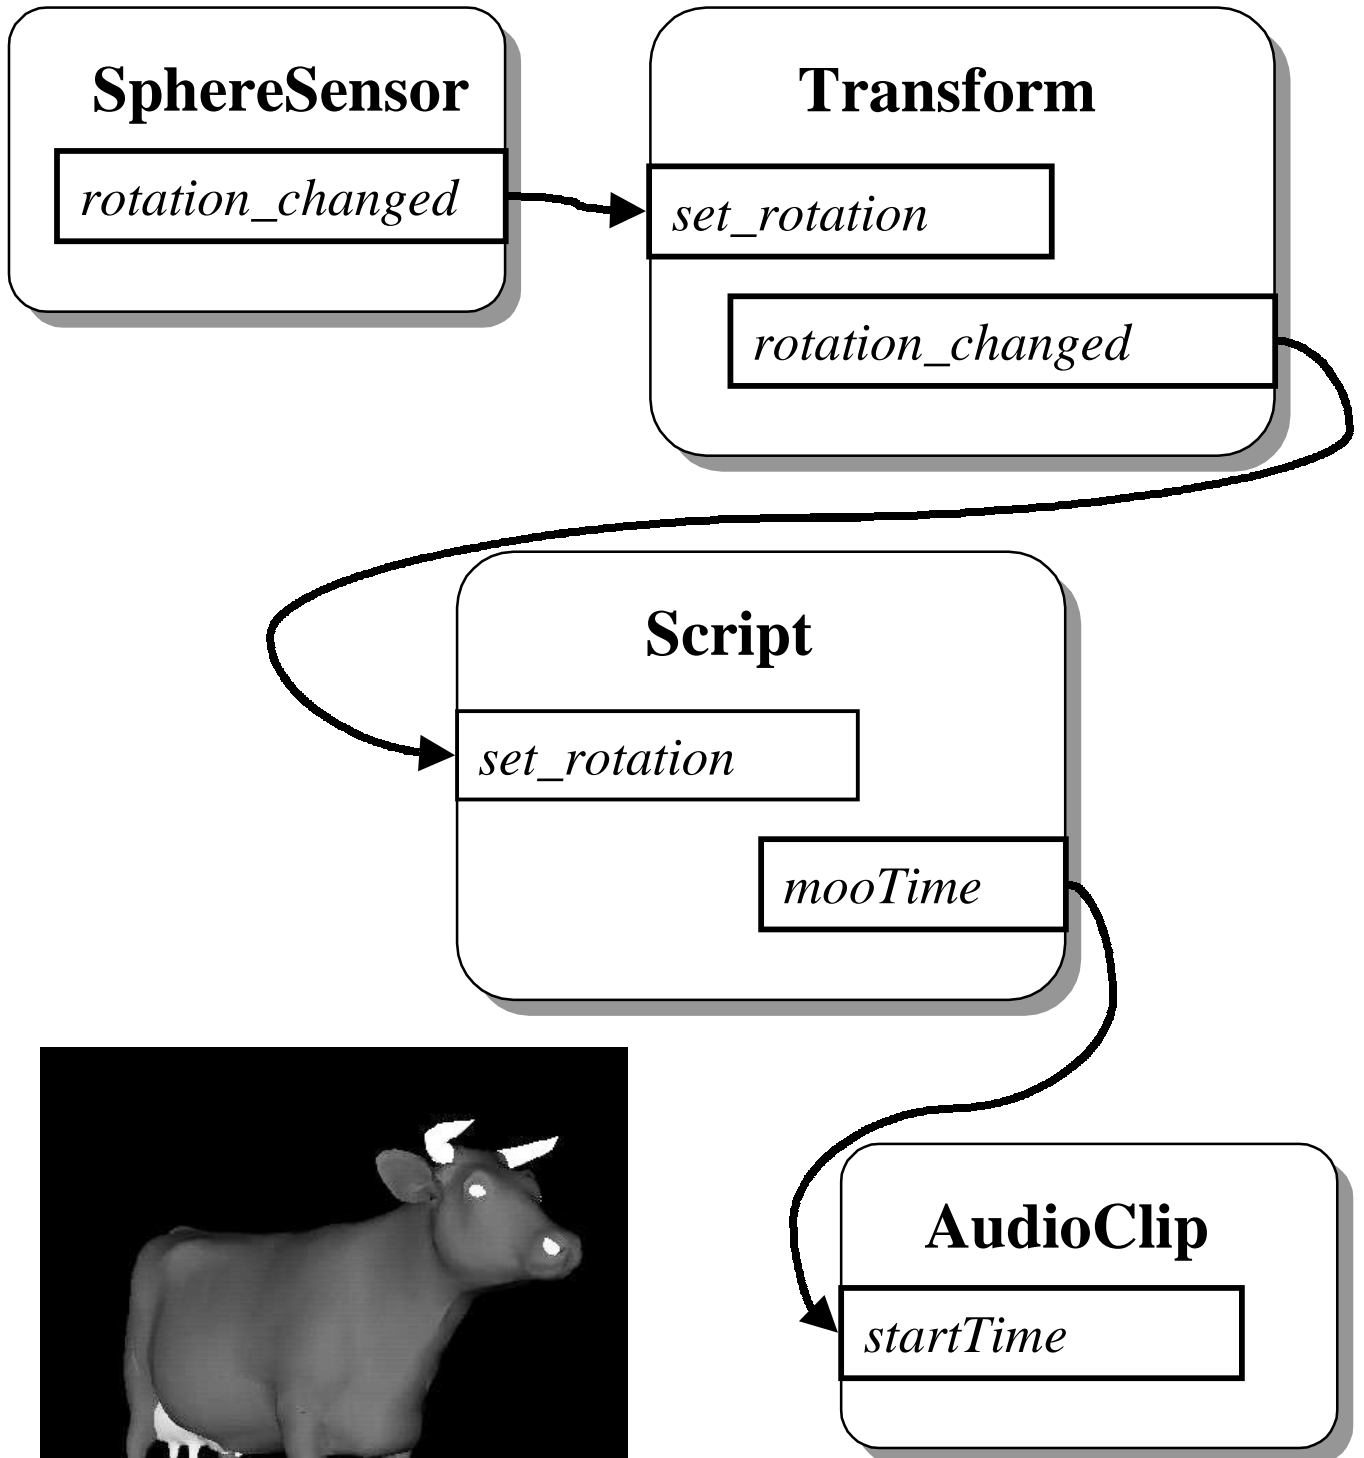 SphereSensor
rotation_changed
Transform
set_rotation
rotation_changed
Script
set_rotation
mooTime
AudioClip
startTime